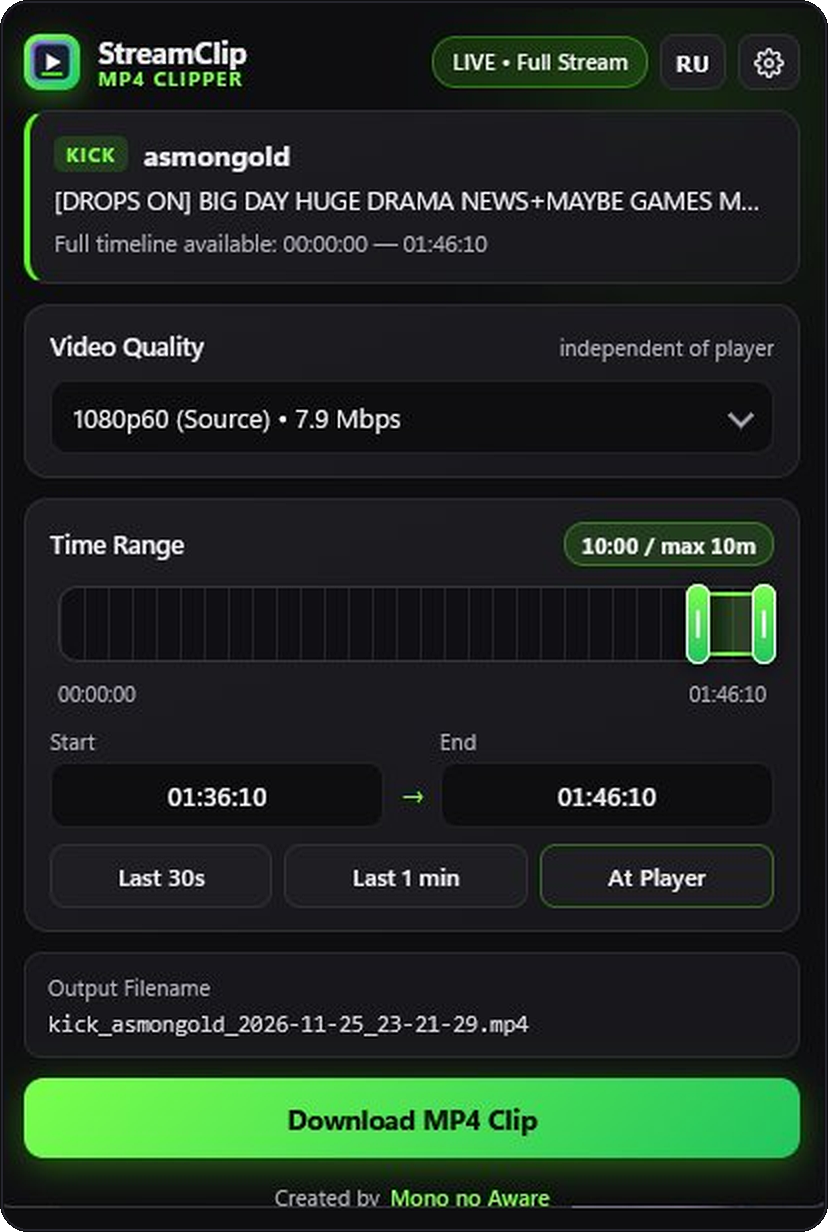 StreamClip
MP4 CLIPPER
LIVE • Full Stream
RU
KICK asmongold
[DROPS ON] BIG DAY HUGE DRAMA NEWS+MAYBE GAMES M...
Full timeline available: 00:00:00 — 01:46:10
Video Quality
independent of player
1080p60 (Source) • 7.9 Mbps
Time Range
10:00 / max 10m
00:00:00
01:46:10
Start
End
01:36:10 → 01:46:10
Last 30s
Last 1 min
At Player
Output Filename
kick_asmongold_2026-11-25_23-21-29.mp4
Download MP4 Clip
Created by Mono no Aware